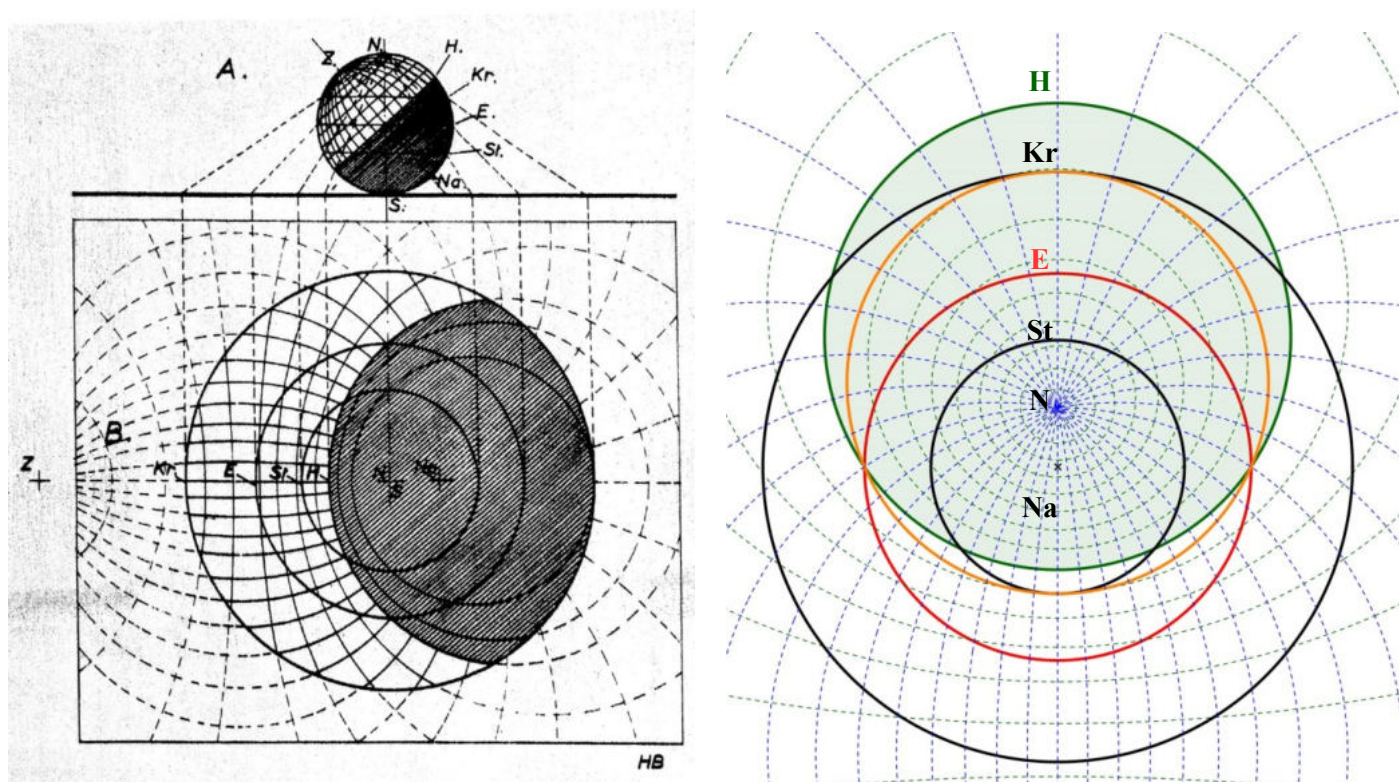 A.
Z.
N.
H.
Kr.
E.
St.
Na.
S.
B.
Z
Kr.
E.
St.
H.
N.
S
Na.
HB
H
Kr
E
St
N
Na